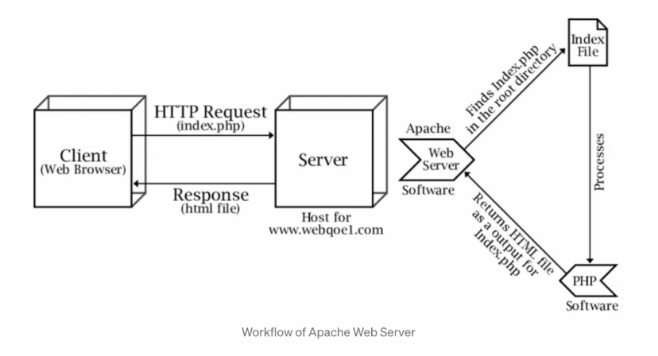 Index
File
Finds Index.php
in the root directory
HTTP Request
(index.php)
Client
(Web Browser)
Server
Apache
Web
Server
Software
Response
(html file)
Host for
www.webqoe1.com
Processes
Returns HTML file
as a output for
Index.php
PHP
Software
Workflow of Apache Web Server